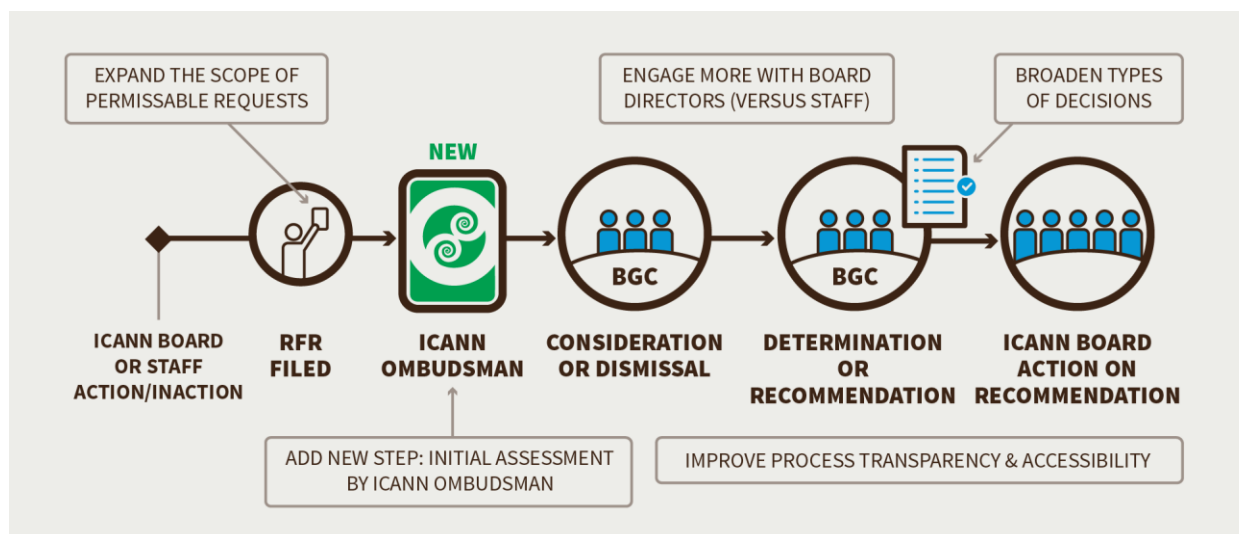 EXPAND THE SCOPE OF
PERMISSABLE REQUESTS
ENGAGE MORE WITH BOARD
DIRECTORS (VERSUS STAFF)
BROADEN TYPES
OF DECISIONS
NEW
BGC
BGC
ICANN BOARD
OR STAFF
ACTION/INACTION
RFR
FILED
ICANN
OMBUDSMAN
CONSIDERATION
OR DISMISSAL
DETERMINATION
OR
RECOMMENDATION
ICANN BOARD
ACTION ON
RECOMMENDATION
ADD NEW STEP: INITIAL ASSESSMENT
BY ICANN OMBUDSMAN
IMPROVE PROCESS TRANSPARENCY & ACCESSIBILITY